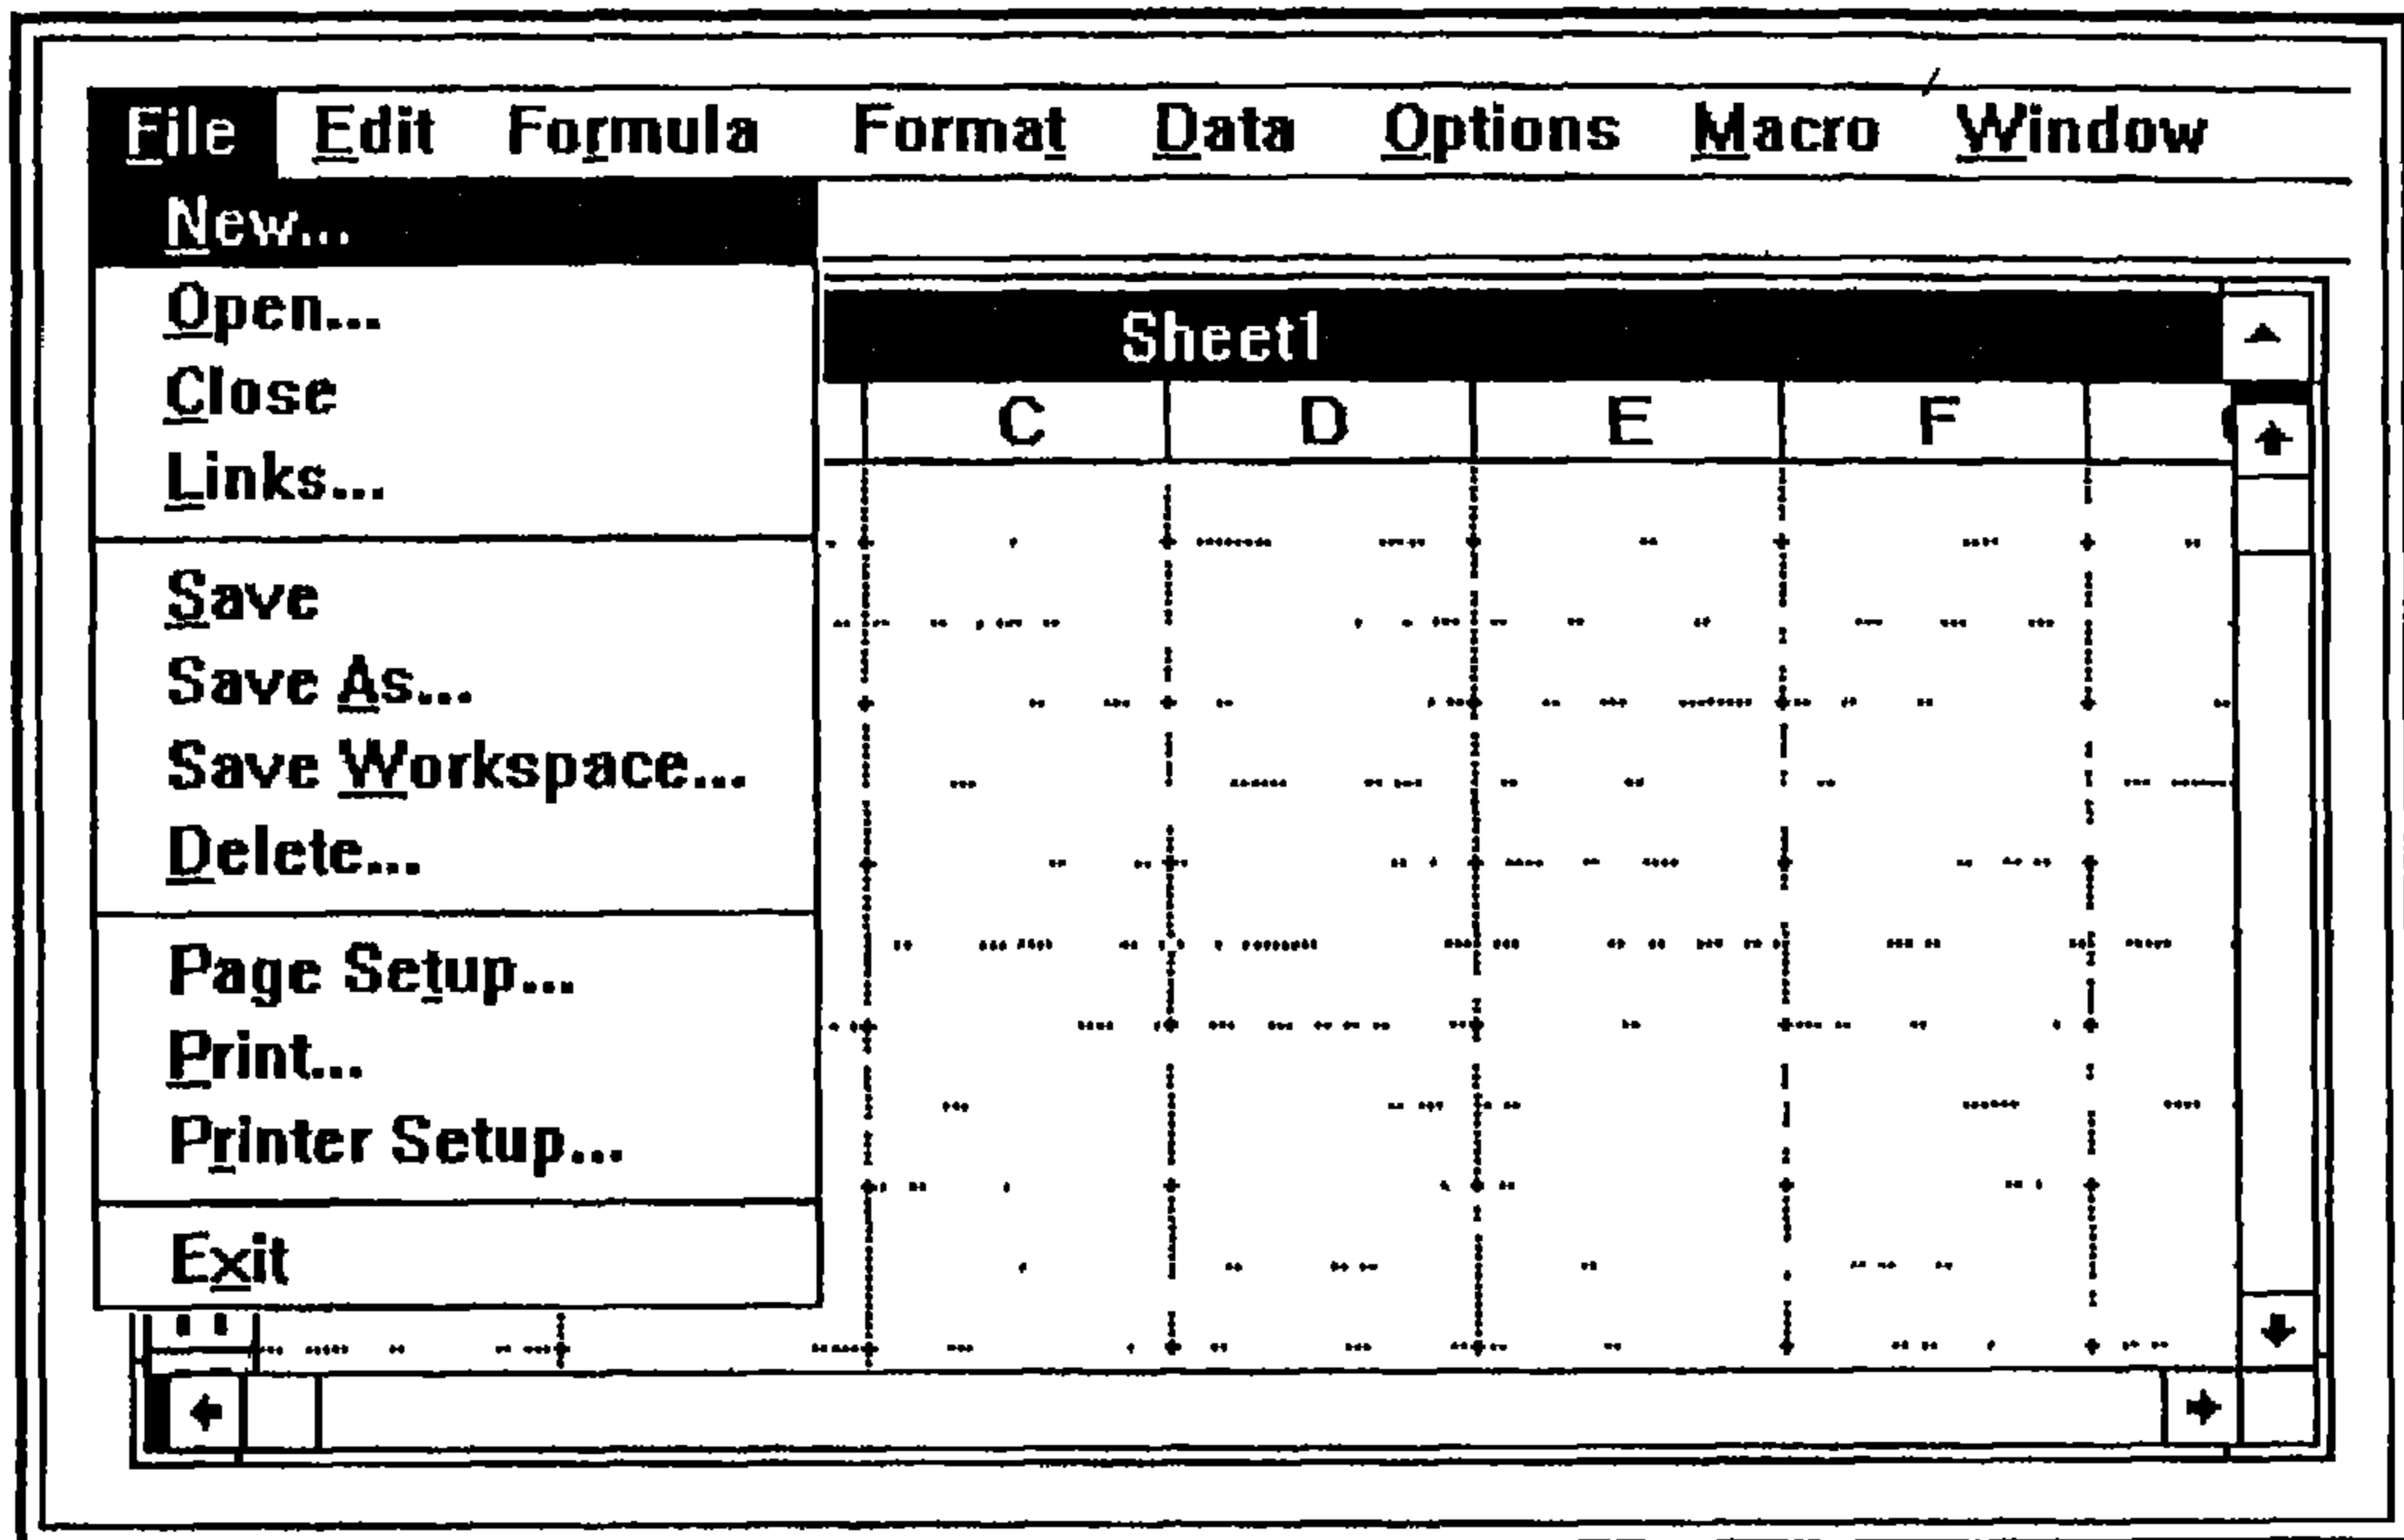 File Edit Formula Format Data Options Macro Window
New...
Open...
Close
Links...
Save
Save As...
Save Workspace...
Delete...
Page Setup...
Print...
Printer Setup...
Exit
Sheet1
C D E F